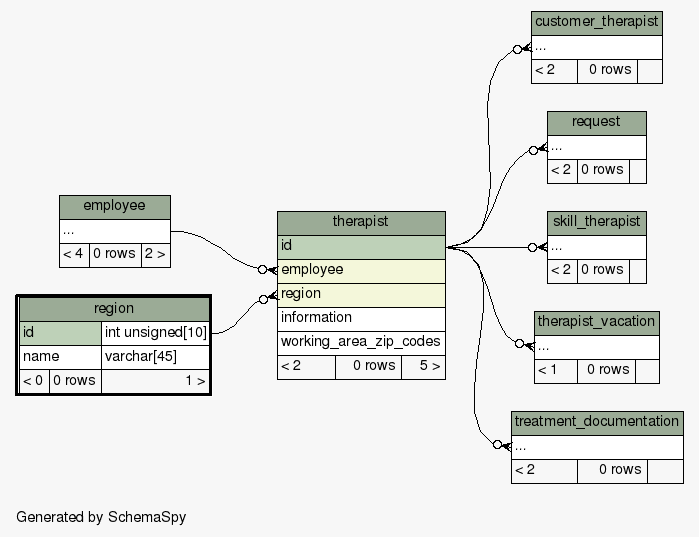 customer_therapist
...
< 2 0 rows
request
...
< 2 0 rows
employee
...
< 4 0 rows 2 >
therapist
id
employee
region
information
working_area_zip_codes
< 2 0 rows 5 >
skill_therapist
...
< 2 0 rows
region
id int unsigned[10]
name varchar[45]
< 0 0 rows 1 >
therapist_vacation
...
< 1 0 rows
treatment_documentation
...
< 2 0 rows
Generated by SchemaSpy